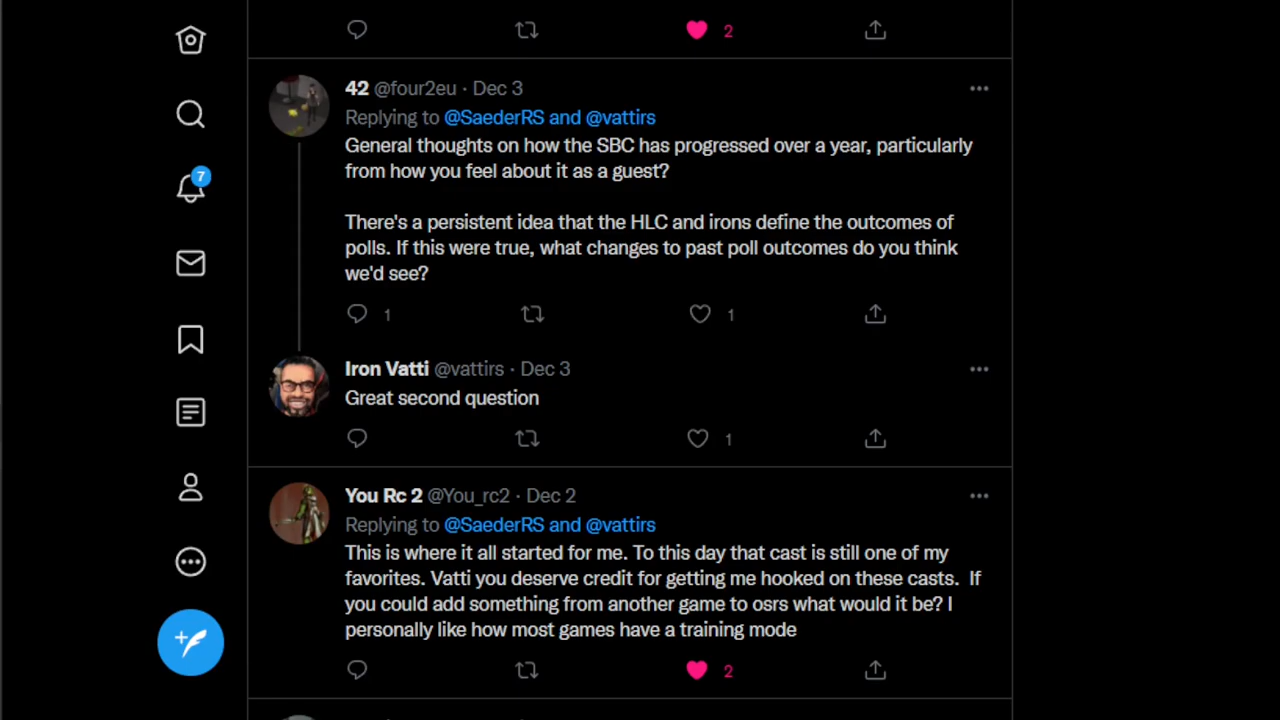 2
42 @four2eu · Dec 3
Replying to @SaederRS and @vattirs
General thoughts on how the SBC has progressed over a year, particularly
from how you feel about it as a guest?
There's a persistent idea that the HLC and irons define the outcomes of
polls. If this were true, what changes to past poll outcomes do you think
we'd see?
1 1
7
Iron Vatti @vattirs · Dec 3
Great second question
1
You Rc 2 @You_rc2 · Dec 2
Replying to @SaederRS and @vattirs
This is where it all started for me. To this day that cast is still one of my
favorites. Vatti you deserve credit for getting me hooked on these casts. If
you could add something from another game to osrs what would it be? I
personally like how most games have a training mode
2